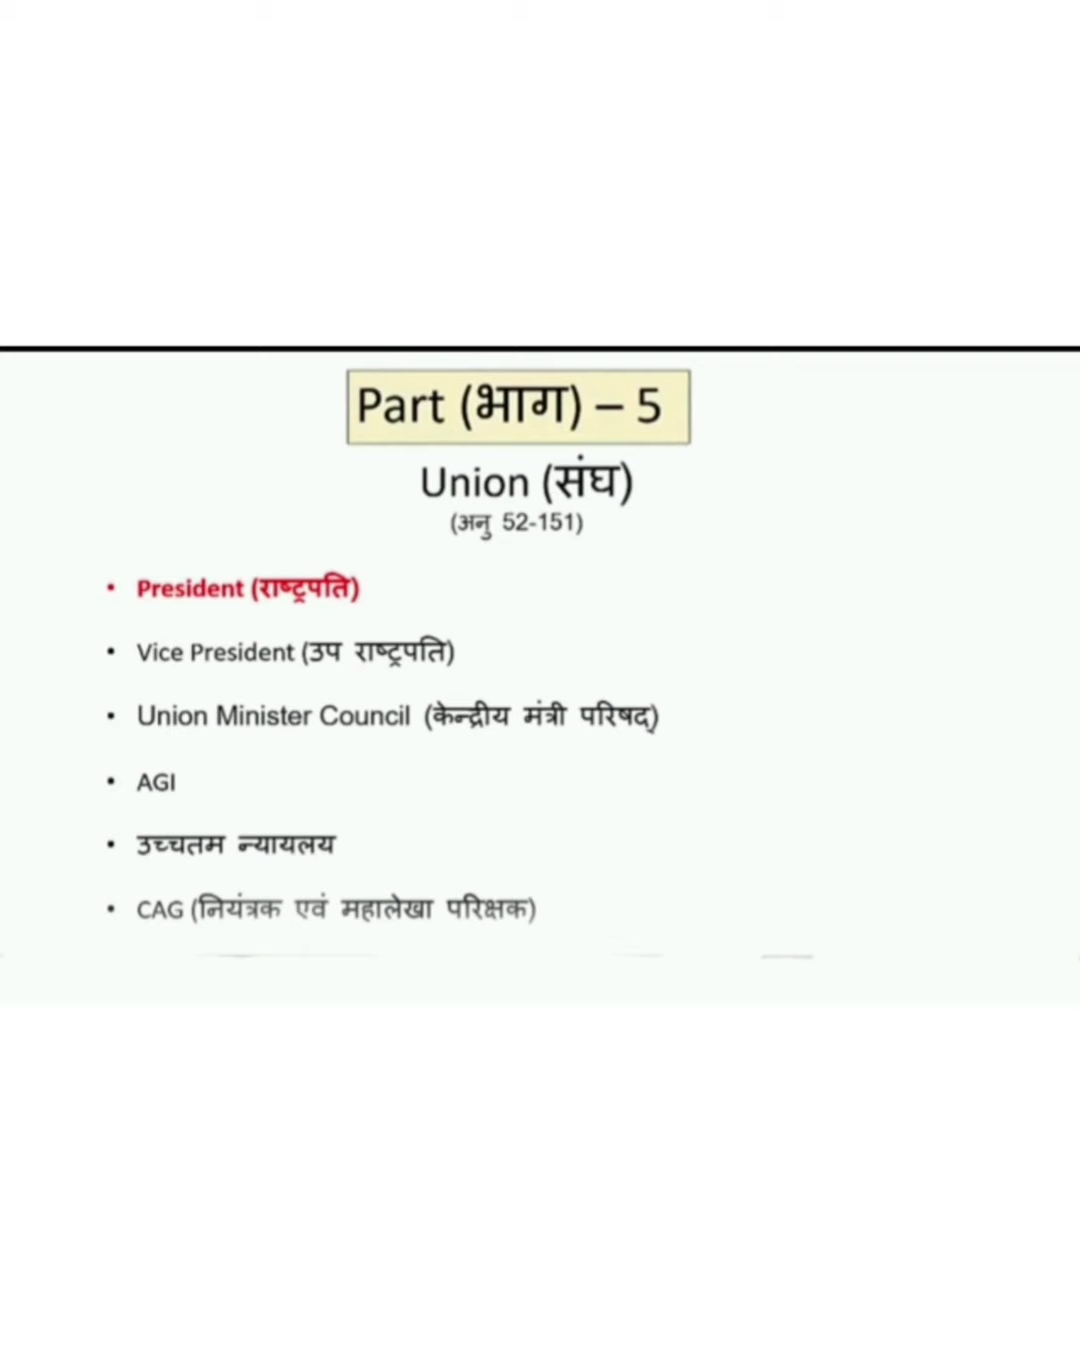 Part (भाग) – 5
Union (संघ)
(अनु 52-151)
• President (राष्ट्रपति)
• Vice President (उप राष्ट्रपति)
• Union Minister Council (केन्द्रीय मंत्री परिषद्)
• AGI
• उच्चतम न्यायलय
• CAG (नियंत्रक एवं महालेखा परिक्षक)